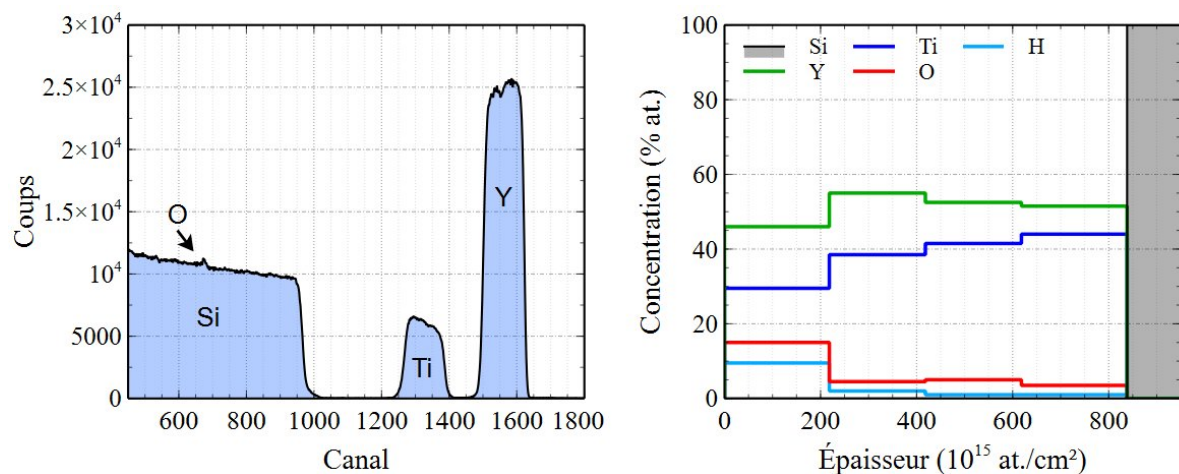 3×10⁴
2.5×10⁴
2×10⁴
1.5×10⁴
10⁴
5000
0
Coups
O
Si
Ti
Y
600 800 1000 1200 1400 1600 1800
Canal
100
80
60
40
20
0
Concentration (% at.)
Si Ti H
Y O
0 200 400 600 800
Épaisseur (10¹⁵ at./cm²)